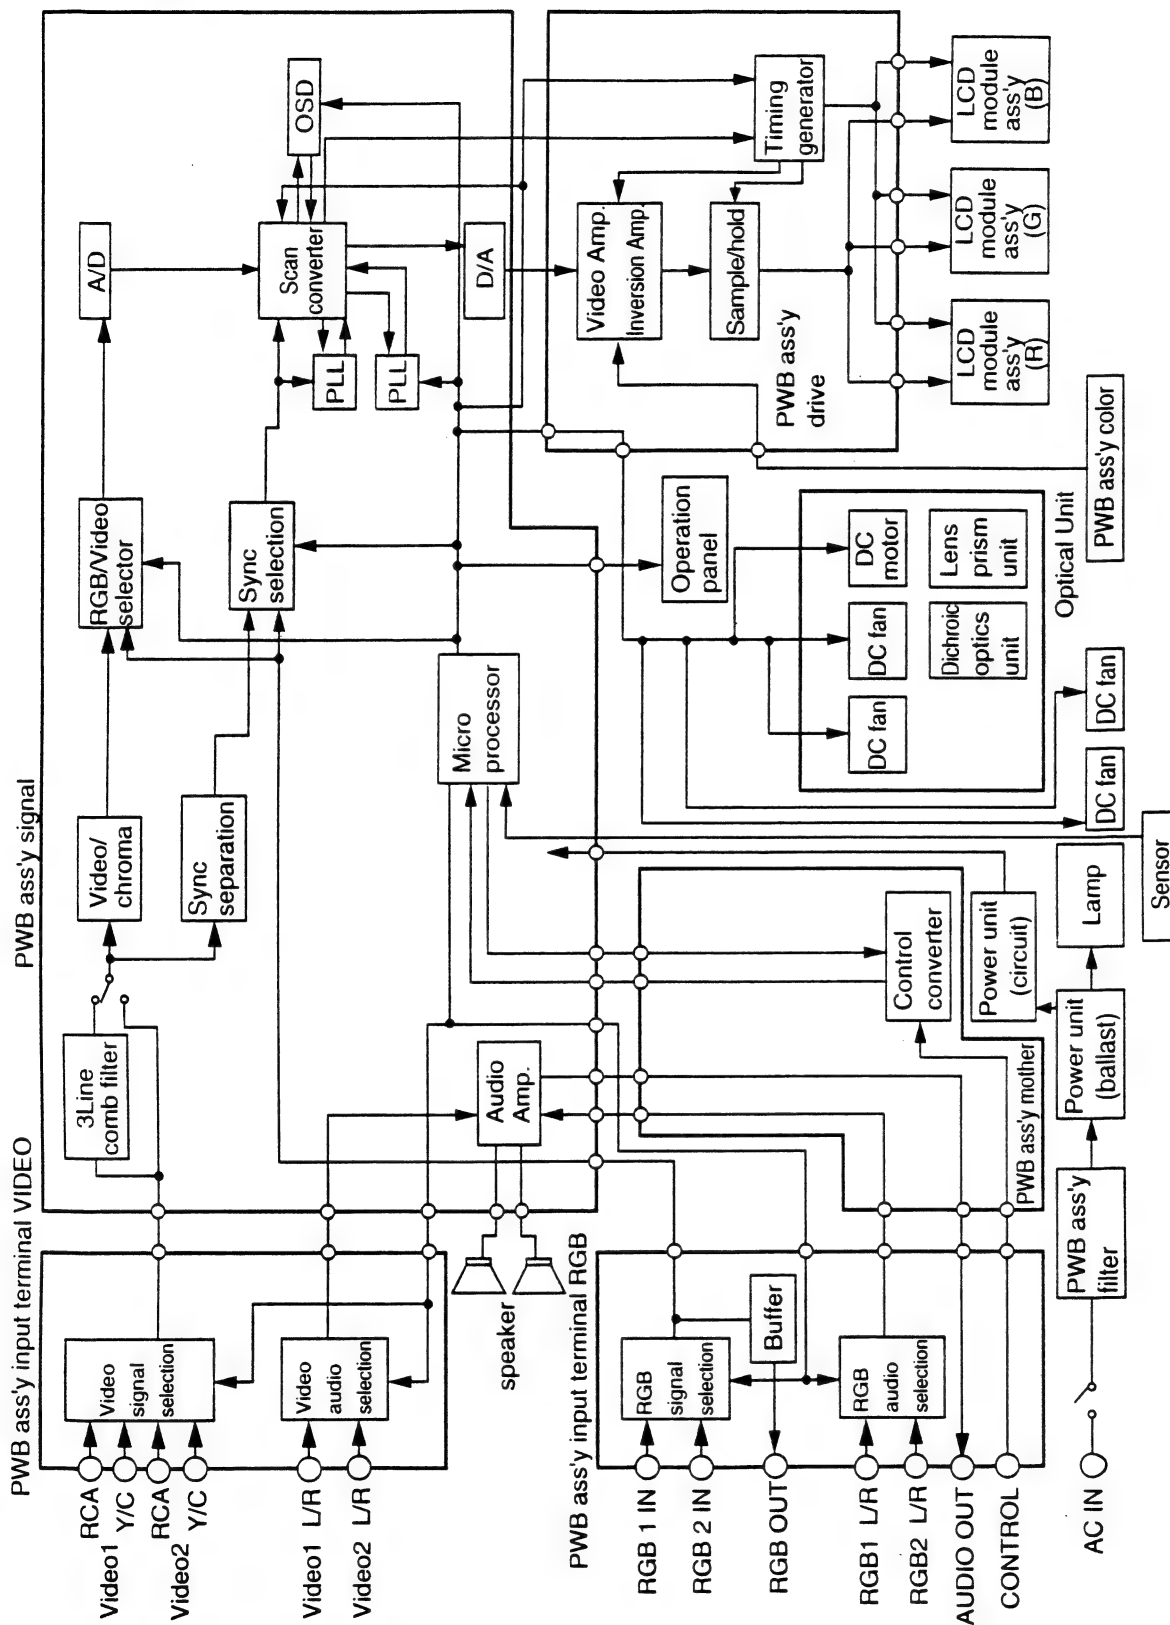 PWB ass'y input terminal VIDEO
Video1
RCA
Y/C
Video2
RCA
Y/C
Video1 L/R
Video2 L/R
Video
signal
selection
Video
audio
selection
speaker
PWB ass'y input terminal RGB
RGB 1 IN
RGB 2 IN
RGB OUT
RGB1 L/R
RGB2 L/R
AUDIO OUT
CONTROL
AC IN
RGB
signal
selection
Buffer
RGB
audio
selection
PWB ass'y signal
3Line
comb filter
Video/
chroma
Sync
separation
RGB/Video
selector
Sync
selection
A/D
Scan
converter
OSD
PLL
PLL
D/A
Micro
processor
Audio
Amp.
PWB ass'y mother
Control
converter
PWB ass'y
filter
Power unit
(ballast)
Power unit
(circuit)
Lamp
Sensor
Operation
panel
DC fan
DC fan
DC
motor
Dichroic
optics
unit
Lens
prism
unit
Optical Unit
DC fan
DC fan
PWB ass'y color
PWB ass'y
drive
Video Amp.
Inversion Amp.
Sample/hold
Timing
generator
LCD
module
ass'y
(R)
LCD
module
ass'y
(G)
LCD
module
ass'y
(B)